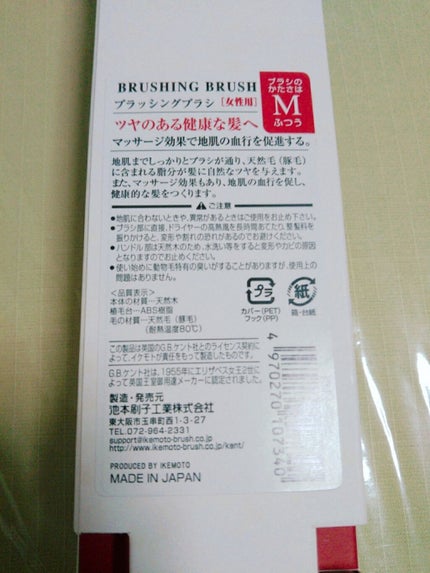 BRUSHING BRUSH
ブラッシングブラシ [女性用]
ブラシの
かたさは
M
ふつう
ツヤのある健康な髪へ
マッサージ効果で地肌の血行を促進する。
地肌までしっかりとブラシが通り、天然毛(豚毛)
に含まれる脂分が髪に自然なツヤを与えます。
また、マッサージ効果もあり、地肌の血行を促し、
健康的な髪をつくります。
ご注意
●地肌に合わないときや、異常があるときはご使用をお止め下さい。
●ブラシ部に直接、ドライヤーの高熱風を長時間あてたり、整髪料を
振りかけると、変形や割れの恐れがあるのでお避けください。
●ハンドル部は天然木のため、水洗い等をすると変形やカビの原因
となりますのでお止めください。
●使い始めに動物毛特有の臭いがすることがありますが、使用上の
問題はありません。
<品質表示>
本体の材質…天然木
植毛台…ABS樹脂
毛の材質…天然毛(豚毛)
(耐熱温度80℃)
プラ
カバー(PET)
フック(PP)
紙
箱・台紙
この製品は英国のG.B.ケント社とのライセンス契約に
よって、イケモトが責任をもって製造したものです。
G.B.ケント社は、1955年にエリザベス女王2世に
よって英国王室御用達メーカーに認定されました。
製造・発売元
池本刷子工業株式会社
東大阪市玉串町西1-3-27
TEL.072-964-2331
support@ikemoto-brush.co.jp
http://www.ikemoto-brush.co.jp/kent/
PRODUCED BY IKEMOTO
MADE IN JAPAN
4970270107340